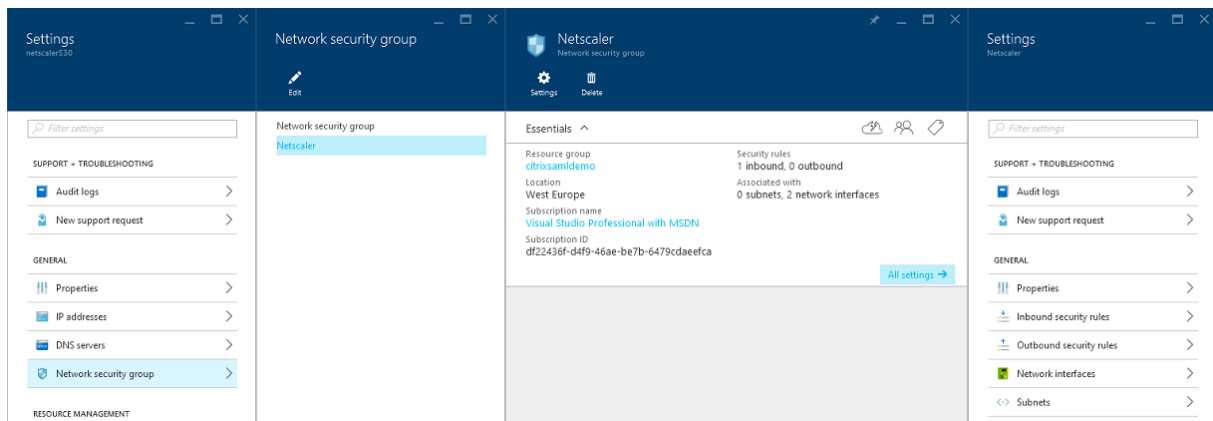 Settings
netscaler530
Filter settings
SUPPORT + TROUBLESHOOTING
Audit logs
New support request
GENERAL
Properties
IP addresses
DNS servers
Network security group
RESOURCE MANAGEMENT
Network security group
Edit
Network security group
Netscaler
Netscaler
Network security group
Settings
Delete
Essentials
Resource group
citrixsamldemo
Location
West Europe
Subscription name
Visual Studio Professional with MSDN
Subscription ID
df22436f-d4f9-46ae-be7b-6479cdaeefca
Security rules
1 inbound, 0 outbound
Associated with
0 subnets, 2 network interfaces
All settings →
Settings
Netscaler
Filter settings
SUPPORT + TROUBLESHOOTING
Audit logs
New support request
GENERAL
Properties
Inbound security rules
Outbound security rules
Network interfaces
Subnets